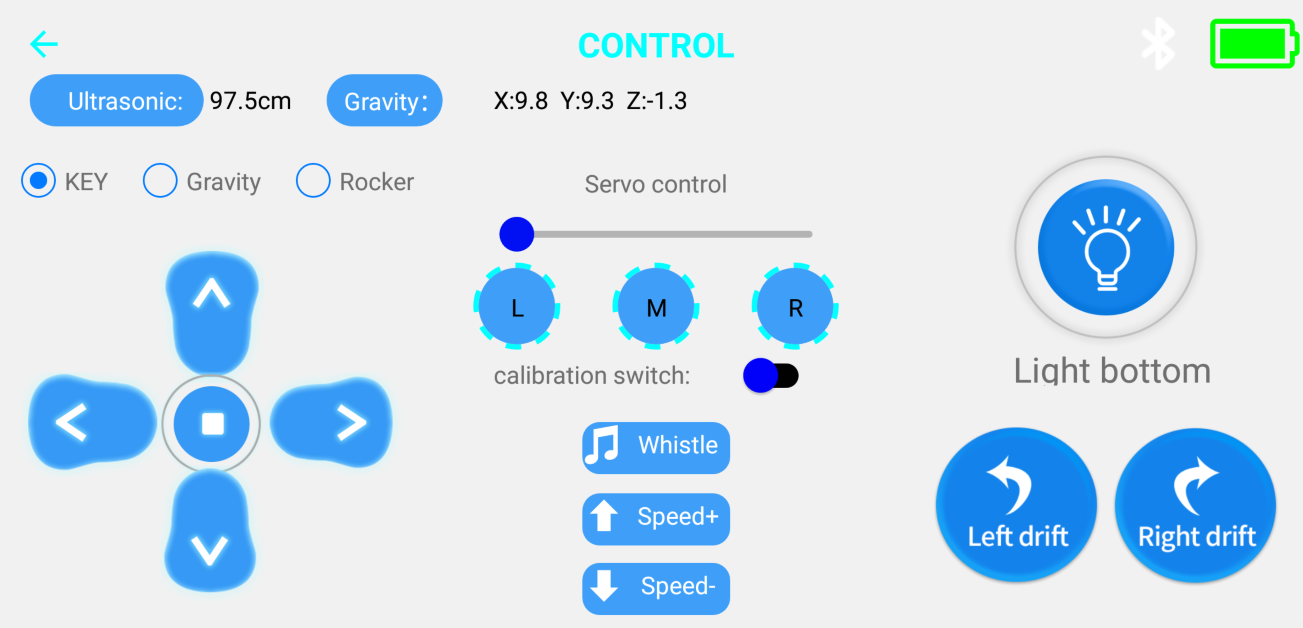 CONTROL
Ultrasonic: 97.5cm Gravity: X:9.8 Y:9.3 Z:-1.3
KEY Gravity Rocker
Servo control
L M R
calibration switch:
Light bottom
Whistle
Speed+
Speed-
Left drift Right drift